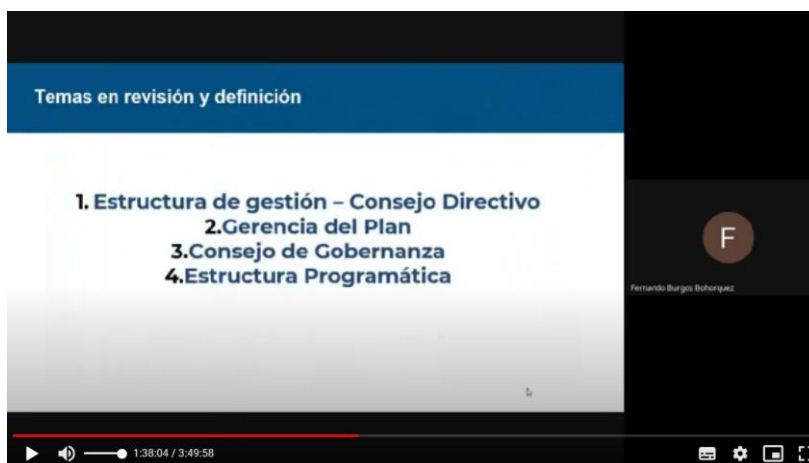 Temas en revisión y definición
1. Estructura de gestión – Consejo Directivo
2.Gerencia del Plan
3.Consejo de Gobernanza
4.Estructura Programática
F
Fernando Burgos Bohorquez
1:38:04 / 3:49:58